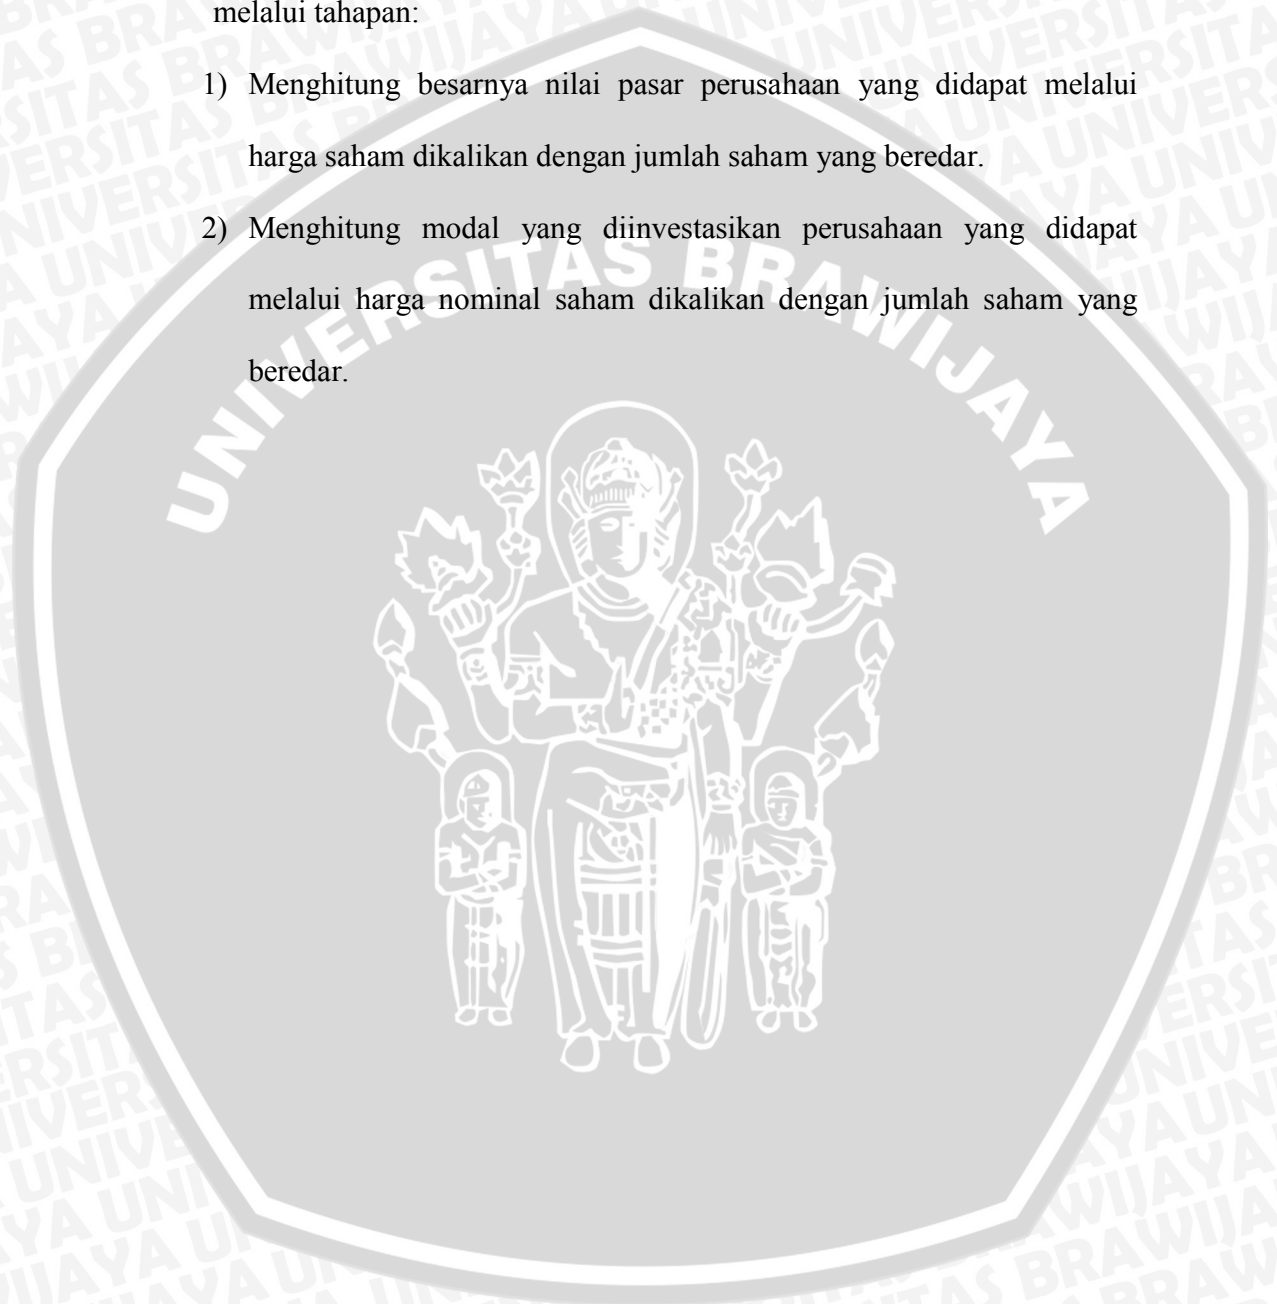 melalui tahapan:
1) Menghitung besarnya nilai pasar perusahaan yang didapat melalui
harga saham dikalikan dengan jumlah saham yang beredar.
2) Menghitung modal yang diinvestasikan perusahaan yang didapat
melalui harga nominal saham dikalikan dengan jumlah saham yang
beredar.
UNIVERSITAS BRAWIJAYA